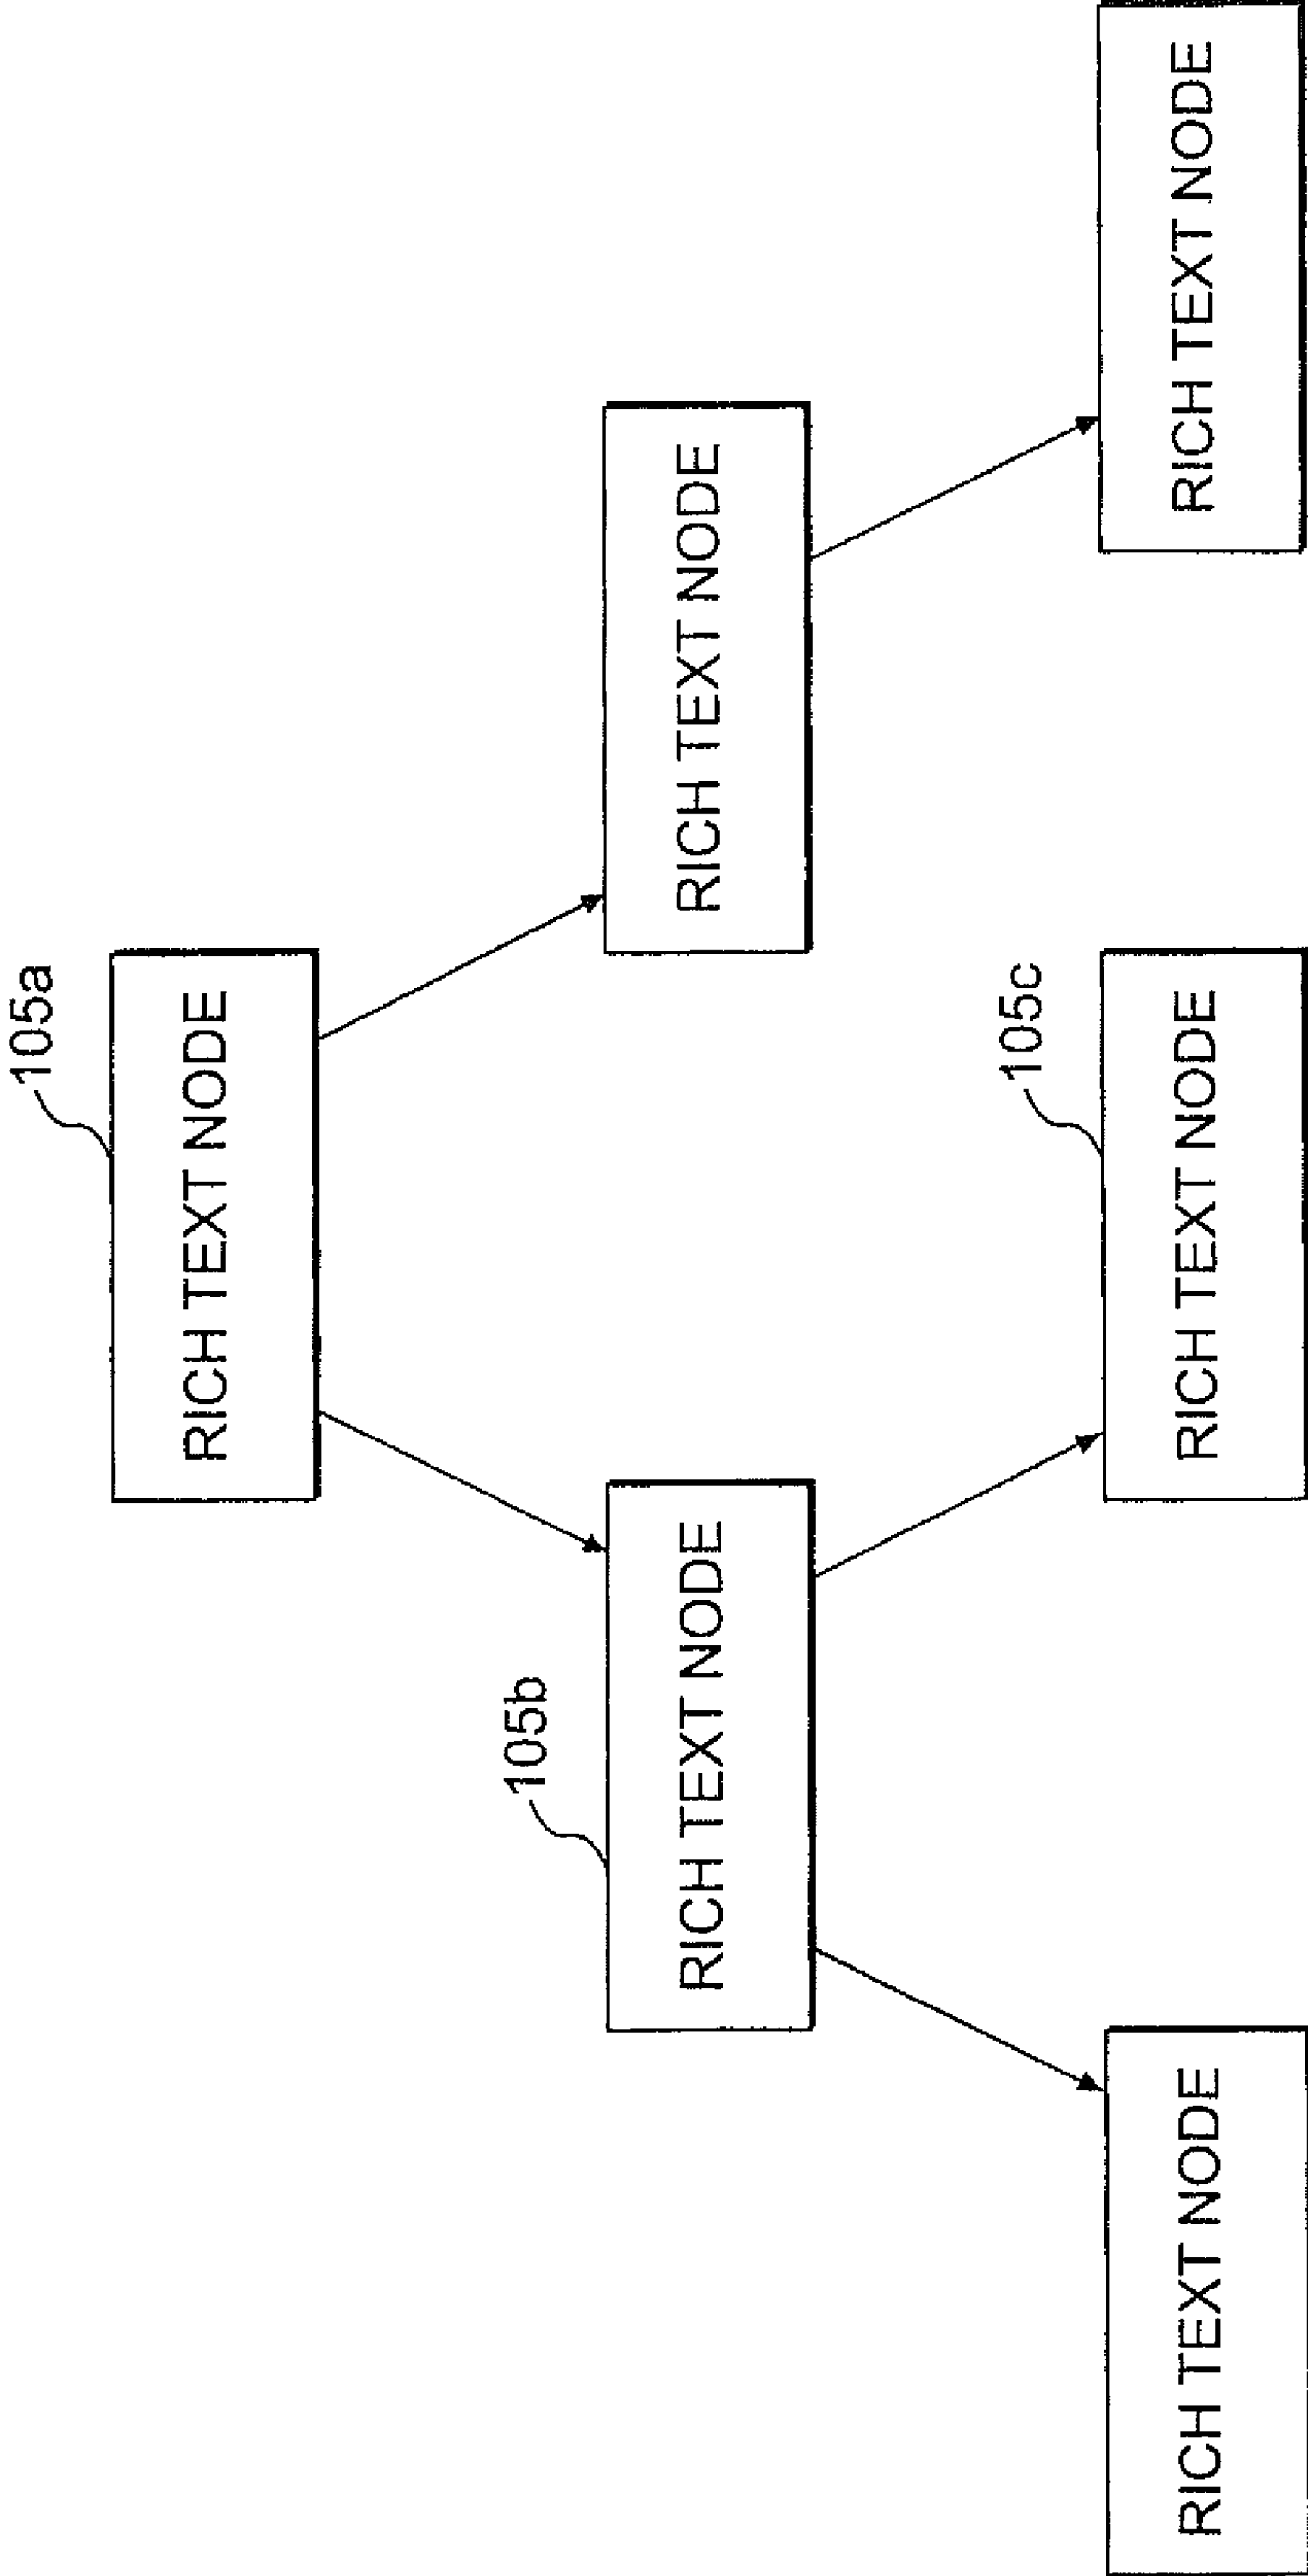 105a
RICH TEXT NODE
105b
RICH TEXT NODE
RICH TEXT NODE
RICH TEXT NODE
105c
RICH TEXT NODE
RICH TEXT NODE